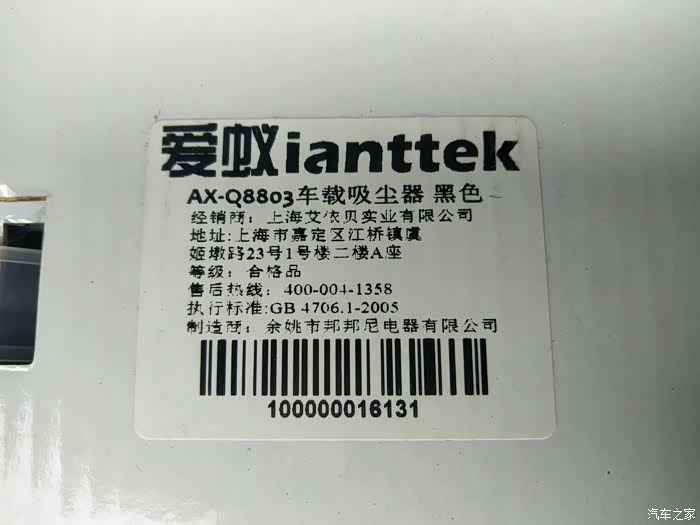 爱蚁ianttek
AX-Q8803车载吸尘器 黑色
经销商：上海艾依贝实业有限公司
地址:上海市嘉定区江桥镇虞
姬墩路23号1号楼二楼A座
等级：合格品
售后热线：400-004-1358
执行标准:GB 4706.1-2005
制造商：余姚市邦邦尼电器有限公司
100000016131
汽车之家